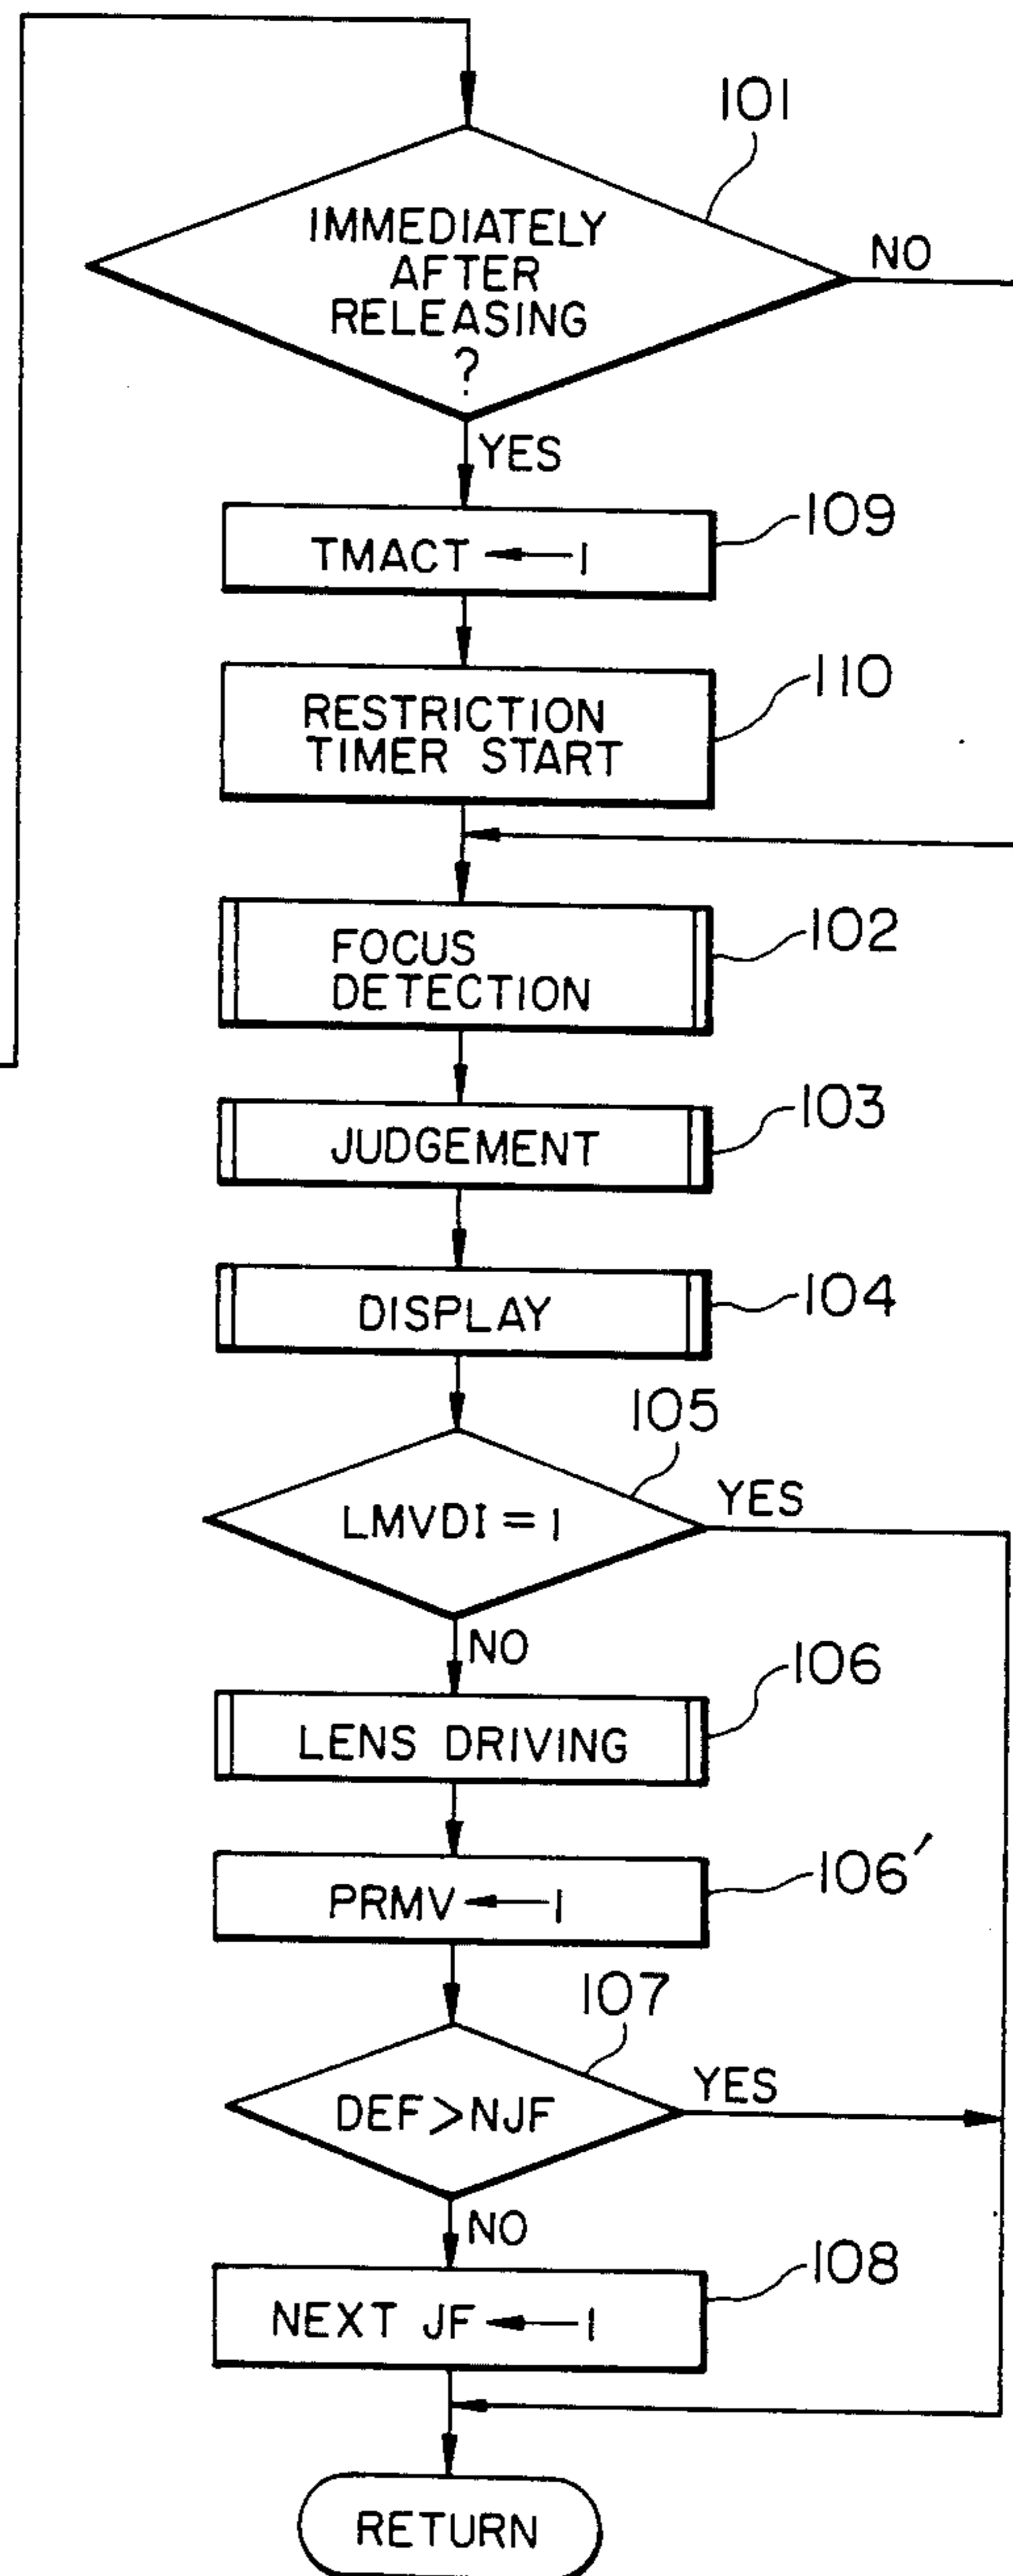 101
IMMEDIATELY
AFTER
RELEASING
?
NO
YES
109
TMACT ← 1
110
RESTRICTION
TIMER START
102
FOCUS
DETECTION
103
JUDGEMENT
104
DISPLAY
105
LMVDI = 1
YES
NO
106
LENS DRIVING
106'
PRMV ← 1
107
DEF > NJF
YES
NO
108
NEXT JF ← 1
RETURN